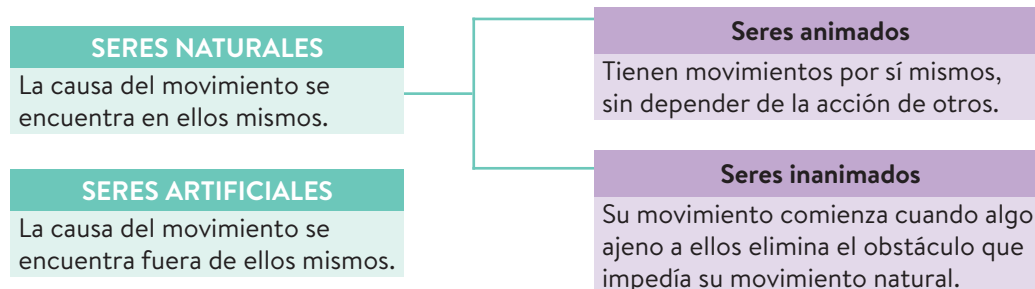 SERES NATURALES
La causa del movimiento se
encuentra en ellos mismos.
Seres animados
Tienen movimientos por sí mismos,
sin depender de la acción de otros.
Seres inanimados
Su movimiento comienza cuando algo
ajeno a ellos elimina el obstáculo que
impedía su movimiento natural.
SERES ARTIFICIALES
La causa del movimiento se
encuentra fuera de ellos mismos.